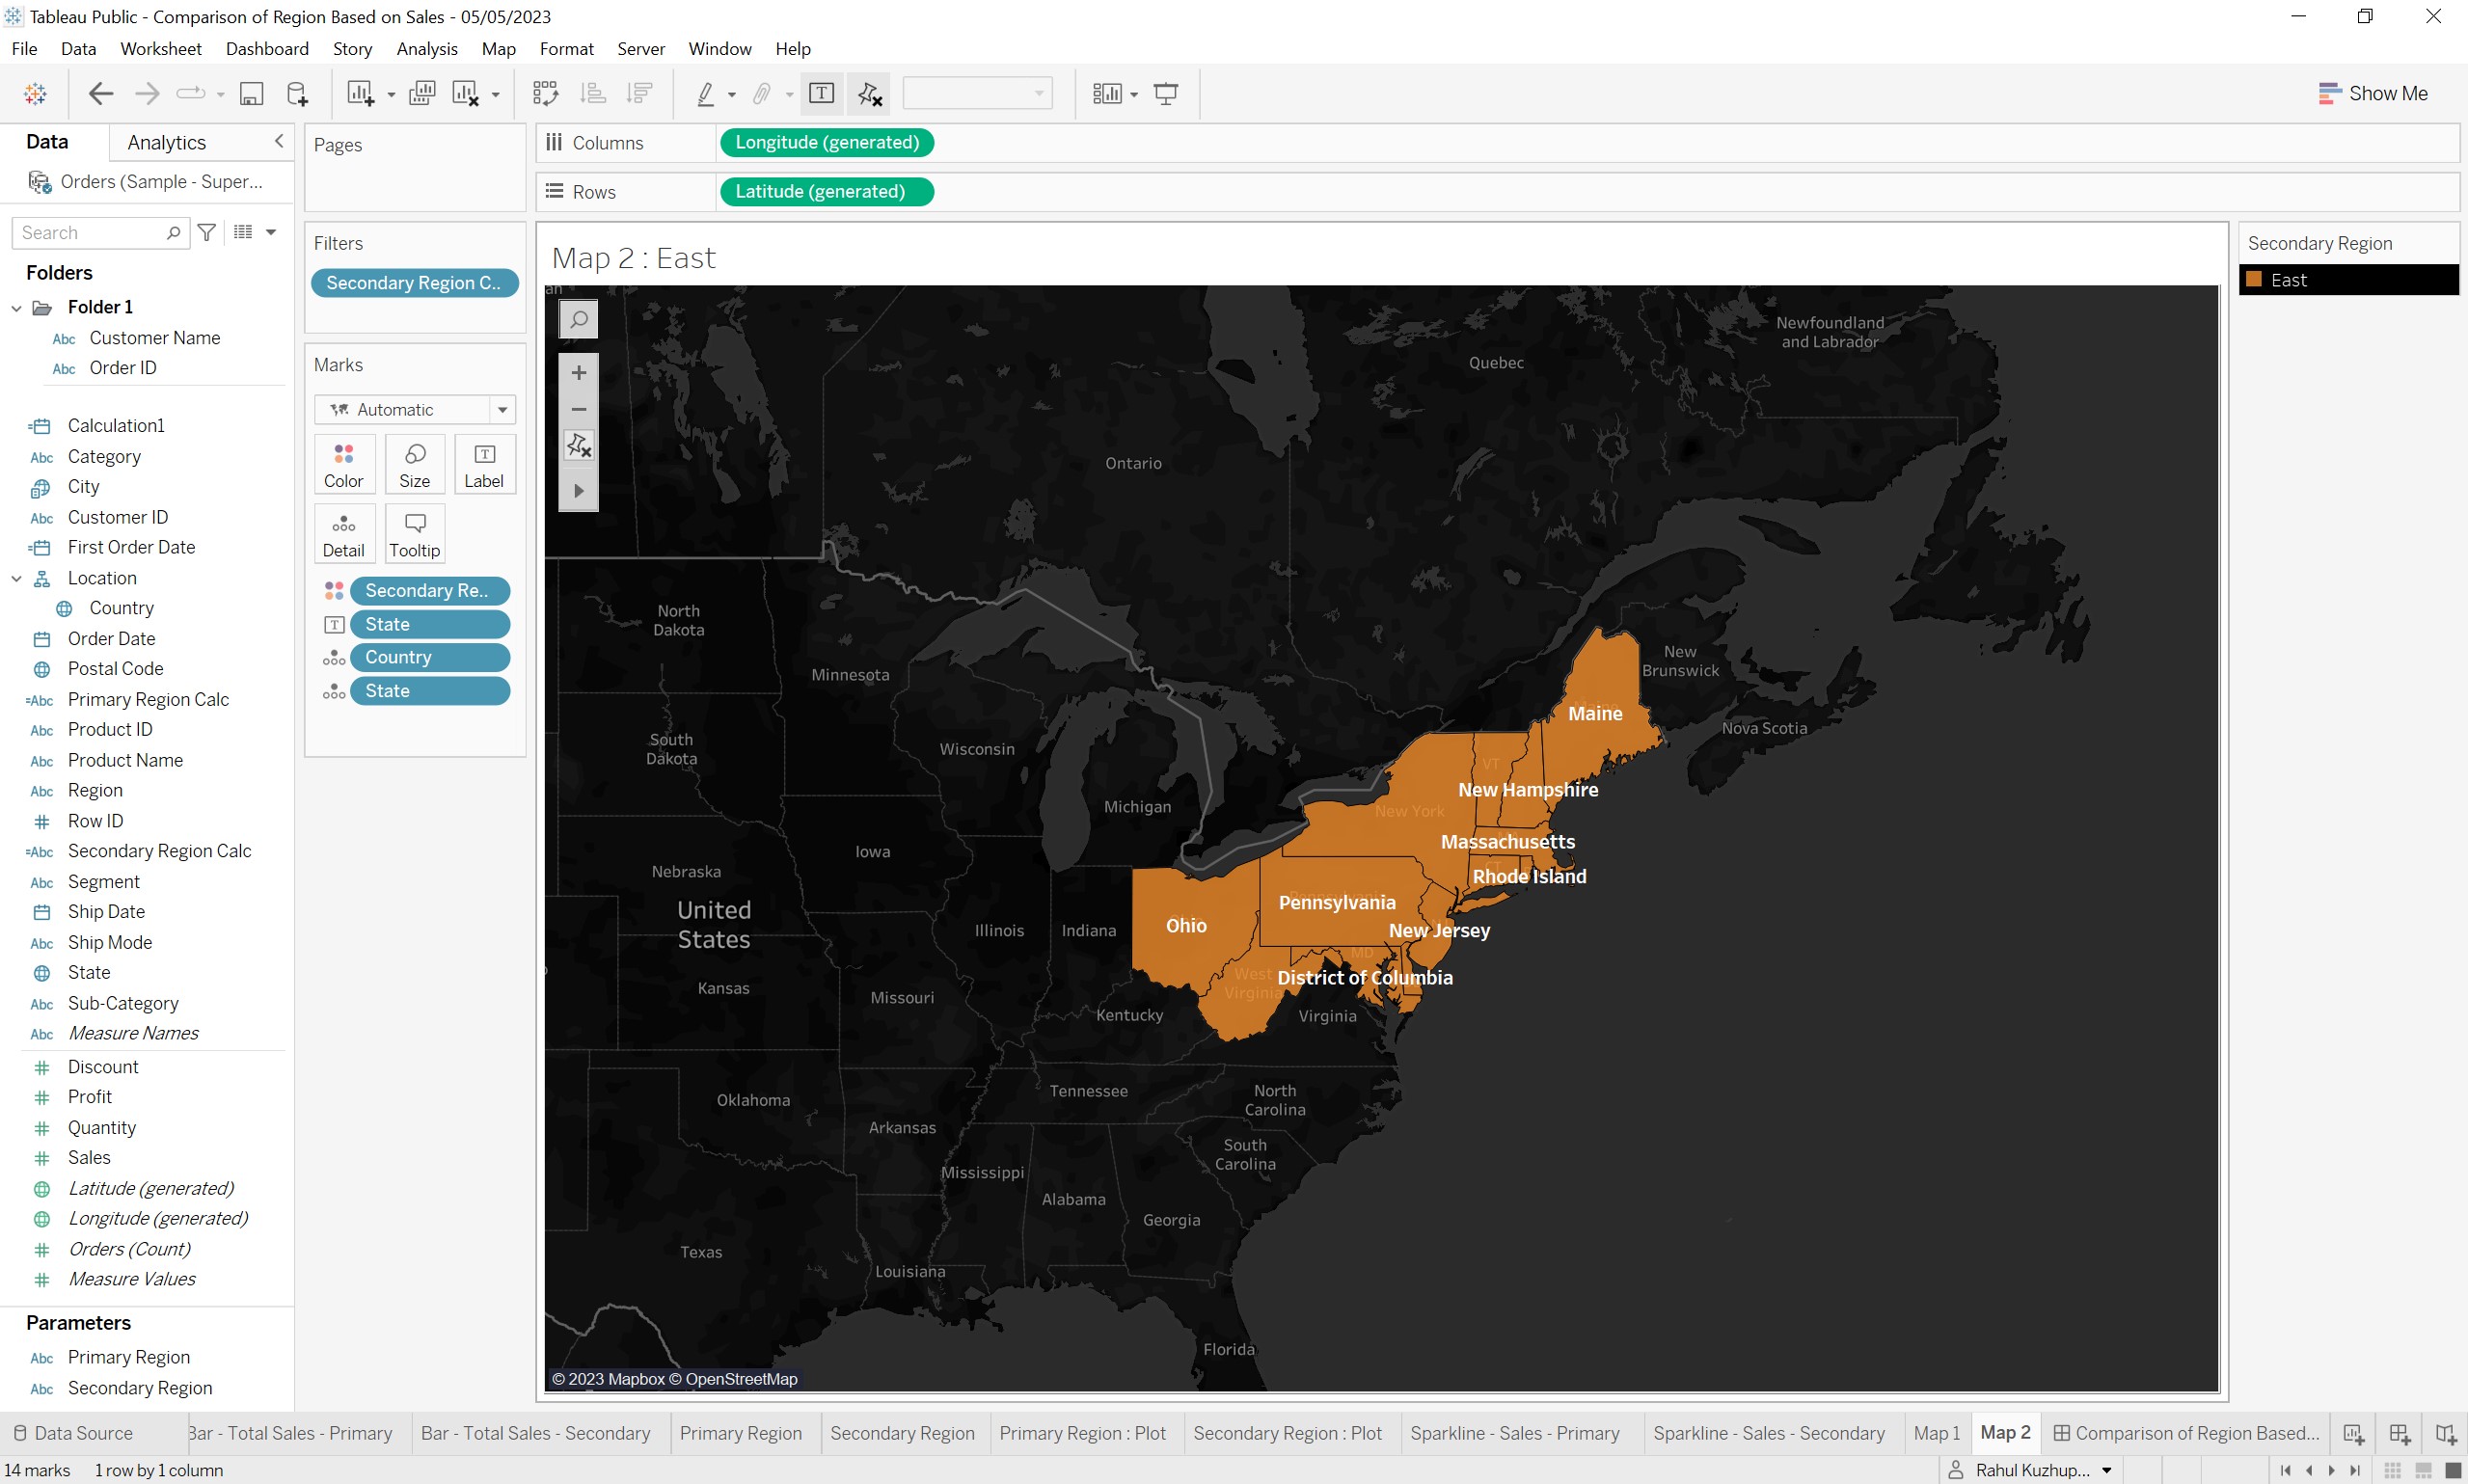 Tableau Public - Comparison of Region Based on Sales - 05/05/2023
File Data Worksheet Dashboard Story Analysis Map Format Server Window Help
Show Me
Data Analytics
Orders (Sample - Super...
Search
Folders
Folder 1
Abc Customer Name
Abc Order ID
Calculation1
Abc Category
City
Abc Customer ID
First Order Date
Location
Country
Order Date
Postal Code
=Abc Primary Region Calc
Abc Product ID
Abc Product Name
Abc Region
# Row ID
=Abc Secondary Region Calc
Abc Segment
Ship Date
Abc Ship Mode
State
Abc Sub-Category
Abc Measure Names
# Discount
# Profit
# Quantity
# Sales
Latitude (generated)
Longitude (generated)
# Orders (Count)
# Measure Values
Parameters
Abc Primary Region
Abc Secondary Region
Pages
Filters
Secondary Region C..
Marks
Automatic
Color Size Label
Detail Tooltip
Secondary Re..
State
Country
State
Columns Longitude (generated)
Rows Latitude (generated)
Map 2 : East
Newfoundland
and Labrador
Quebec
Ontario
North
Dakota
Minnesota
New
Brunswick
Maine
Nova Scotia
South
Dakota
Wisconsin
VT
New Hampshire
Michigan
New York
Massachusetts
Iowa
Nebraska
CT
Rhode Island
Pennsylvania
United
States
Ohio
Illinois
Indiana
New Jersey
MD
West
Virginia
District of Columbia
Kansas
Missouri
Kentucky
Virginia
Tennessee
North
Carolina
Oklahoma
Arkansas
South
Carolina
Mississippi
Alabama
Georgia
Texas
Louisiana
Florida
© 2023 Mapbox © OpenStreetMap
Secondary Region
East
Data Source Bar - Total Sales - Primary Bar - Total Sales - Secondary Primary Region Secondary Region Primary Region : Plot Secondary Region : Plot Sparkline - Sales - Primary Sparkline - Sales - Secondary Map 1 Map 2 Comparison of Region Based...
14 marks 1 row by 1 column Rahul Kuzhup...